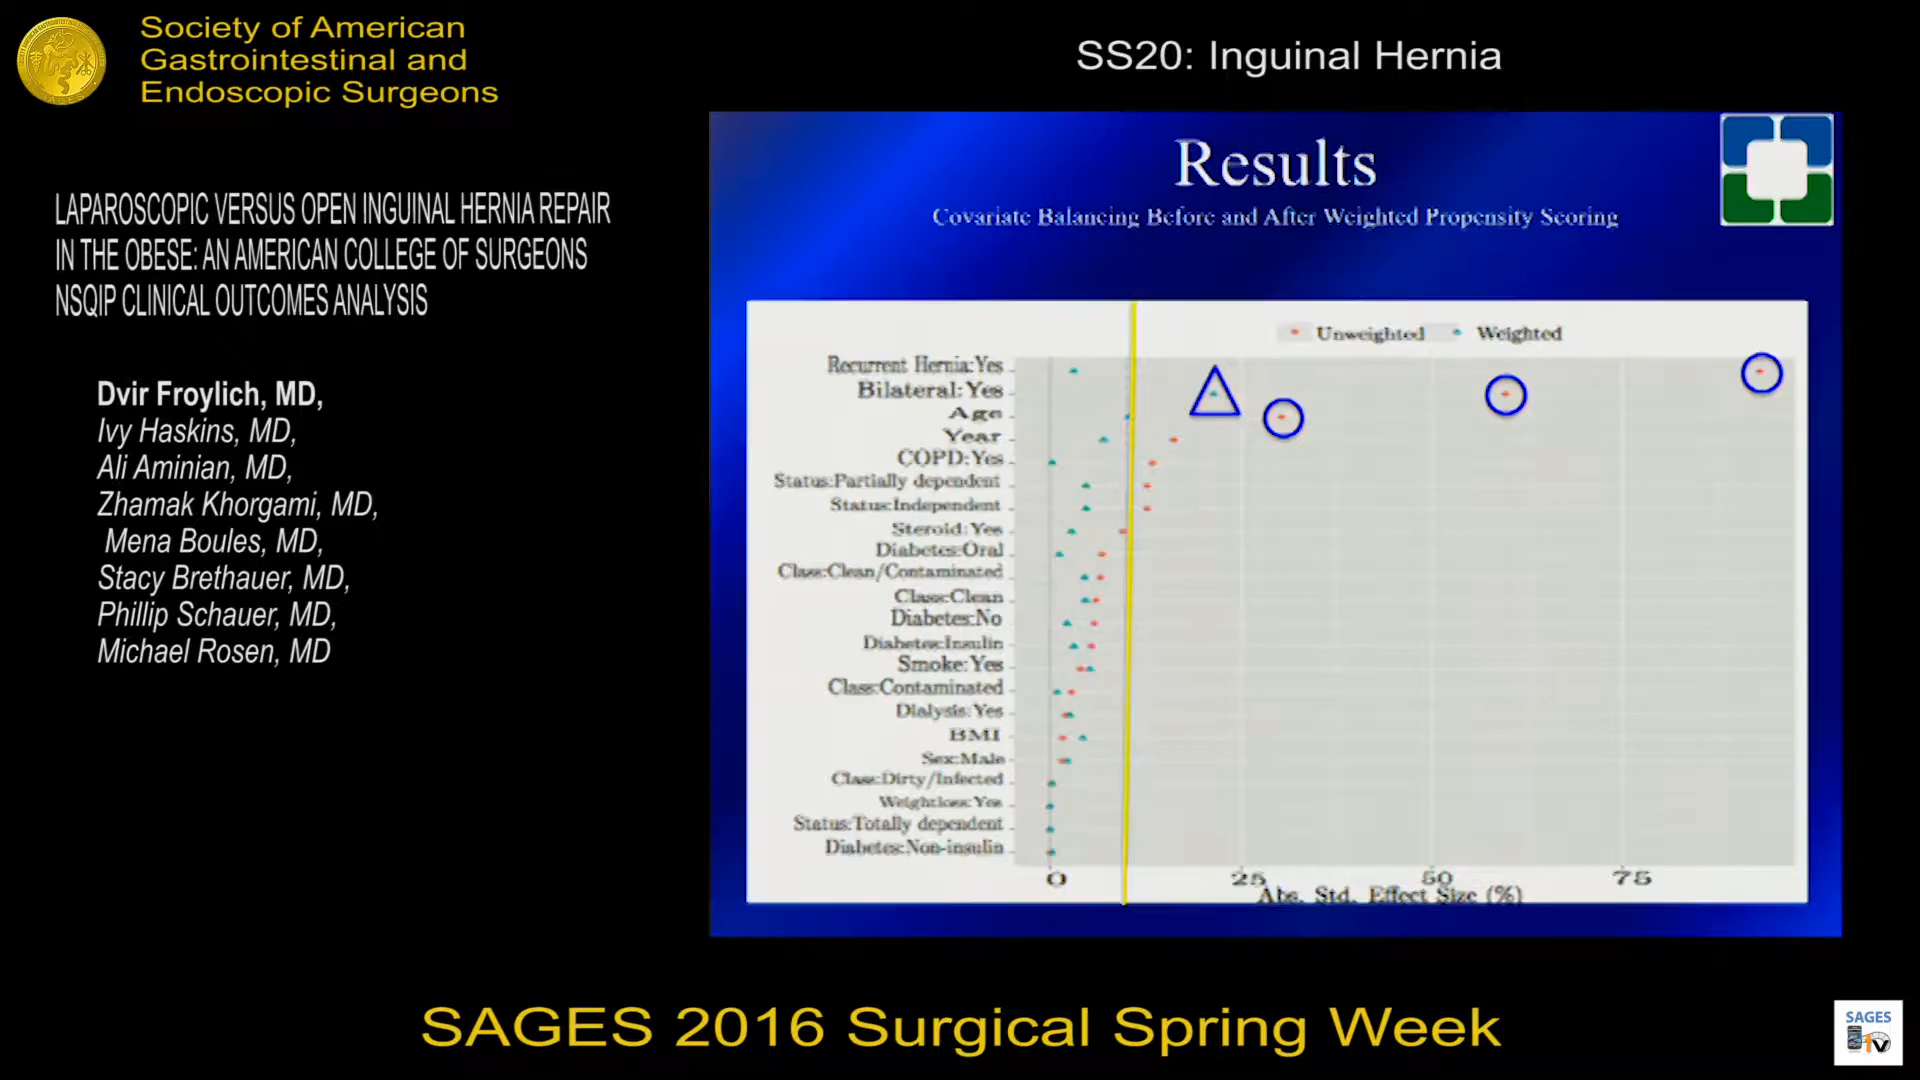 Society of American
Gastrointestinal and
Endoscopic Surgeons
SS20: Inguinal Hernia
LAPAROSCOPIC VERSUS OPEN INGUINAL HERNIA REPAIR
IN THE OBESE: AN AMERICAN COLLEGE OF SURGEONS
NSQIP CLINICAL OUTCOMES ANALYSIS
Dvir Froylich, MD,
Ivy Haskins, MD,
Ali Aminian, MD,
Zhamak Khorgami, MD,
Mena Boules, MD,
Stacy Brethauer, MD,
Phillip Schauer, MD,
Michael Rosen, MD
Results
Covariate Balancing Before and After Weighted Propensity Scoring
Unweighted Weighted
Recurrent Hernia:Yes
Bilateral:Yes
Age
Year
COPD:Yes
Status:Partially dependent
Status:Independent
Steroid:Yes
Diabetes:Oral
Class:Clean/Contaminated
Class:Clean
Diabetes:No
Diabetes:Insulin
Smoke:Yes
Class:Contaminated
Dialysis:Yes
BMI
Sex:Male
Class:Dirty/Infected
Weightloss:Yes
Status:Totally dependent
Diabetes:Non-insulin
0 25 50 75
Abs. Std. Effect Size (%)
SAGES 2016 Surgical Spring Week
SAGES
TV